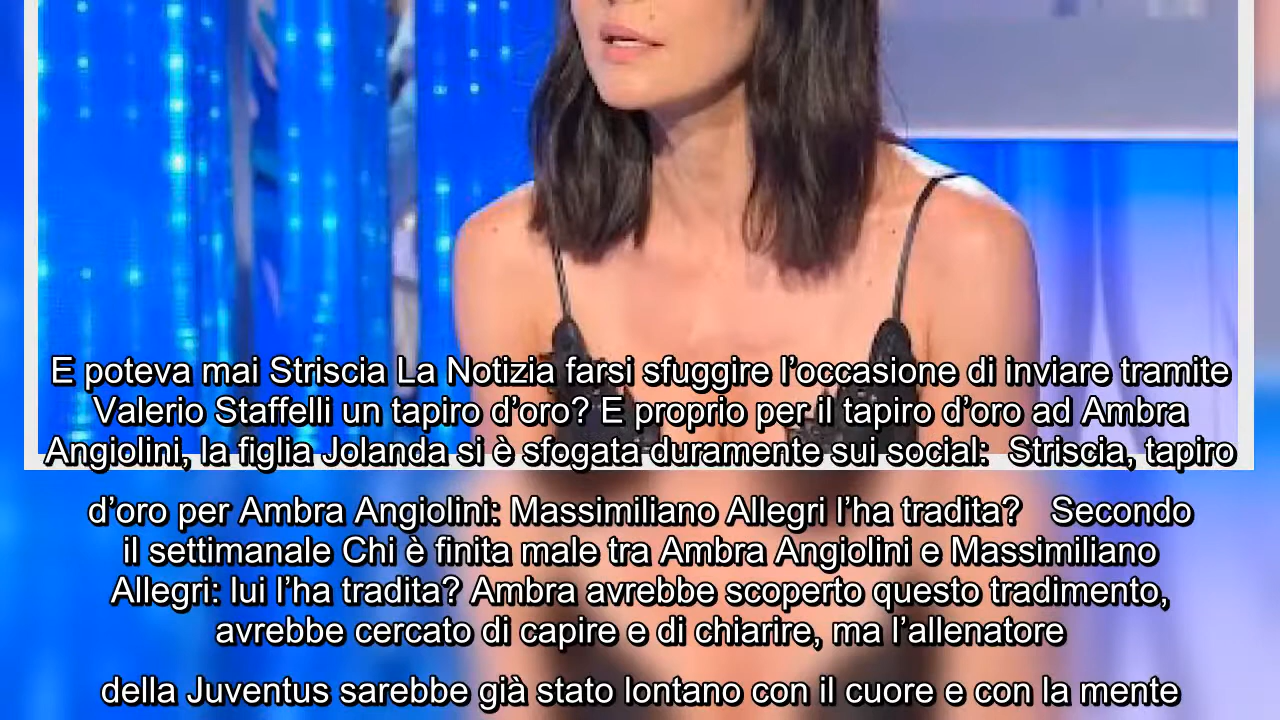 E poteva mai Striscia La Notizia farsi sfuggire l’occasione di inviare tramite
Valerio Staffelli un tapiro d’oro? E proprio per il tapiro d’oro ad Ambra
Angiolini, la figlia Jolanda si è sfogata duramente sui social:  Striscia, tapiro
d’oro per Ambra Angiolini: Massimiliano Allegri l’ha tradita?   Secondo
il settimanale Chi è finita male tra Ambra Angiolini e Massimiliano
Allegri: lui l’ha tradita? Ambra avrebbe scoperto questo tradimento,
avrebbe cercato di capire e di chiarire, ma l’allenatore
della Juventus sarebbe già stato lontano con il cuore e con la mente